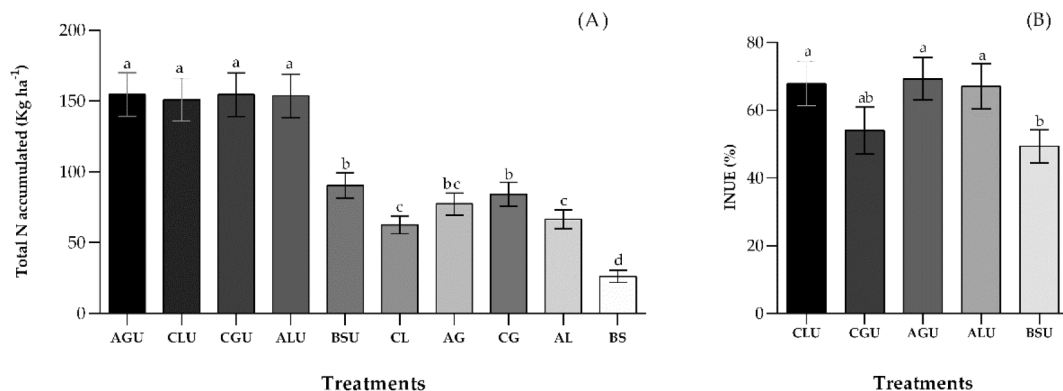 (A)
Total N accumulated (Kg ha⁻¹)
200
150
100
50
0
a a a a b c bc b c d
AGU CLU CGU ALU BSU CL AG CG AL BS
Treatments
(B)
INUE (%)
80
60
40
20
0
a ab a a b
CLU CGU AGU ALU BSU
Treatments